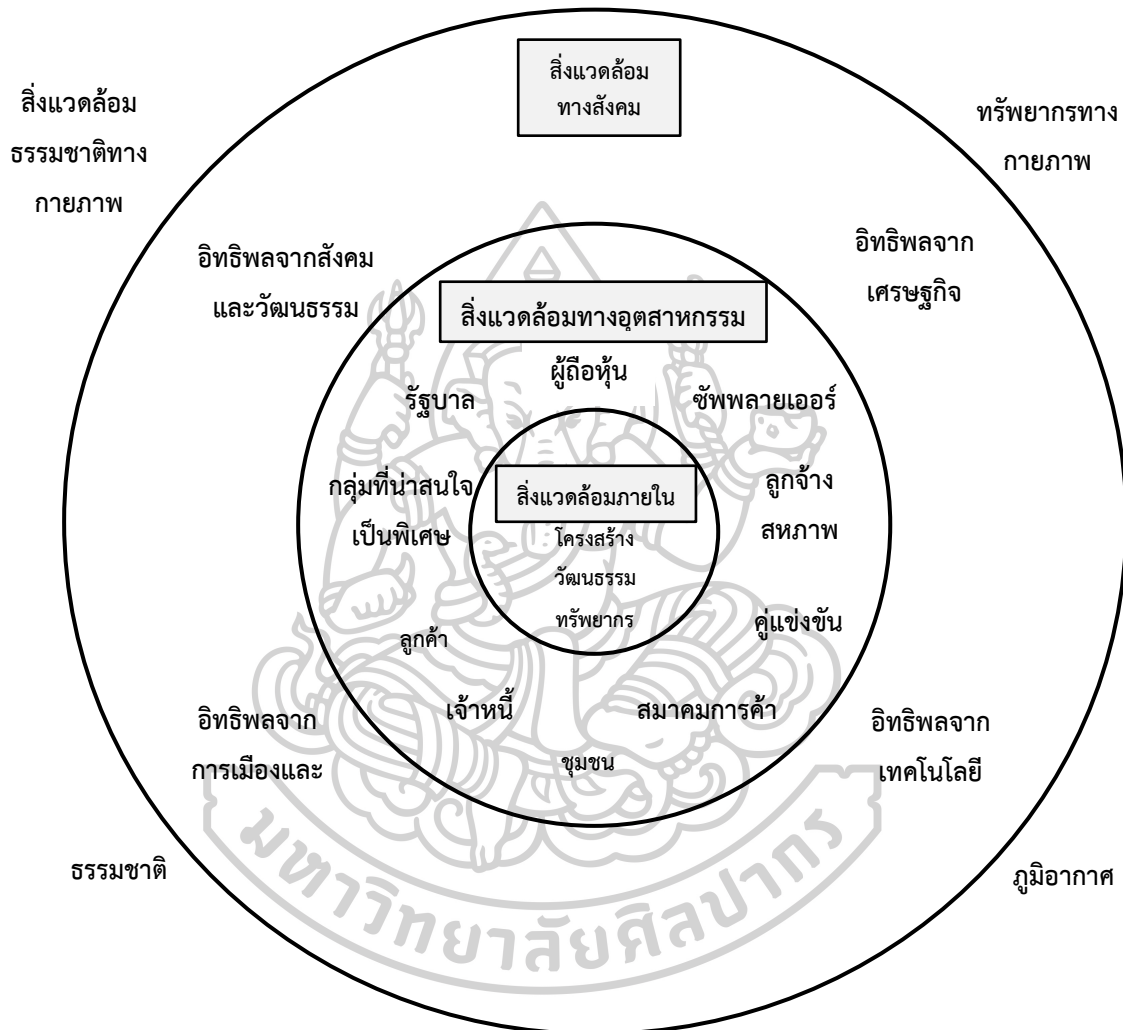 สิ่งแวดล้อม
ทางสังคม
สิ่งแวดล้อม
ธรรมชาติทาง
กายภาพ
ทรัพยากรทาง
กายภาพ
อิทธิพลจากสังคม
และวัฒนธรรม
อิทธิพลจาก
เศรษฐกิจ
สิ่งแวดล้อมทางอุตสาหกรรม
ผู้ถือหุ้น
รัฐบาล
ซัพพลายเออร์
กลุ่มที่น่าสนใจ
เป็นพิเศษ
ลูกจ้าง
สหภาพ
สิ่งแวดล้อมภายใน
โครงสร้าง
วัฒนธรรม
ทรัพยากร
ลูกค้า
คู่แข่งขัน
เจ้าหนี้
สมาคมการค้า
ชุมชน
อิทธิพลจาก
การเมืองและ
อิทธิพลจาก
เทคโนโลยี
ธรรมชาติ
ภูมิอากาศ
มหาวิทยาลัยศิลปากร